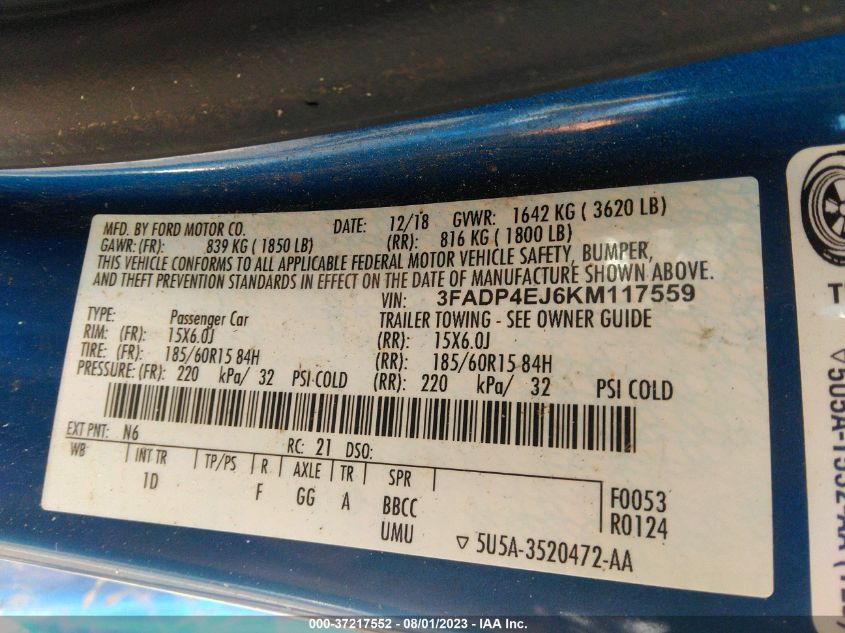 MFD. BY FORD MOTOR CO. DATE: 12/18 GVWR: 1642 KG ( 3620 LB)
GAWR: (FR): 839 KG ( 1850 LB) (RR): 816 KG ( 1800 LB)
THIS VEHICLE CONFORMS TO ALL APPLICABLE FEDERAL MOTOR VEHICLE SAFETY, BUMPER,
AND THEFT PREVENTION STANDARDS IN EFFECT ON THE DATE OF MANUFACTURE SHOWN ABOVE.
VIN: 3FADP4EJ6KM117559
TYPE: Passenger Car TRAILER TOWING - SEE OWNER GUIDE
RIM: (FR): 15X6.0J (RR): 15X6.0J
TIRE: (FR): 185/60R15 84H (RR): 185/60R15 84H
PRESSURE: (FR): 220 kPa/ 32 PSI COLD (RR): 220 kPa/ 32 PSI COLD
EXT PNT: N6 RC: 21 DSO:
WB INT TR TP/PS R AXLE TR SPR
1D F GG A BBCC
UMU
F0053
R0124
▽ 5U5A-3520472-AA
000-37217552 - 08/01/2023 - IAA Inc.